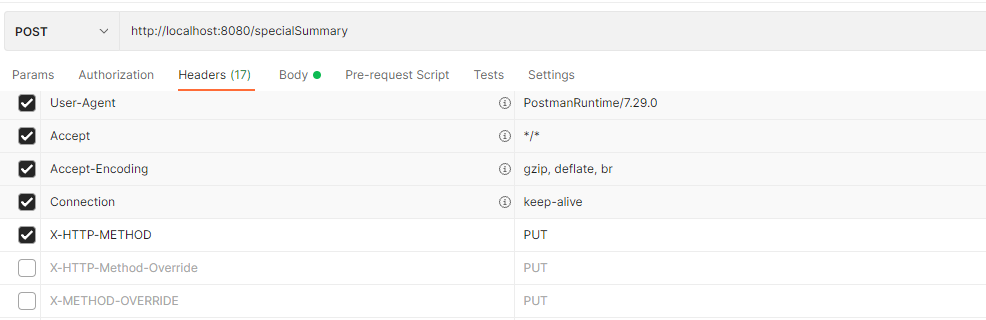 POST http://localhost:8080/specialSummary
Params Authorization Headers (17) Body Pre-request Script Tests Settings
User-Agent PostmanRuntime/7.29.0
Accept */*
Accept-Encoding gzip, deflate, br
Connection keep-alive
X-HTTP-METHOD PUT
X-HTTP-Method-Override PUT
X-METHOD-OVERRIDE PUT